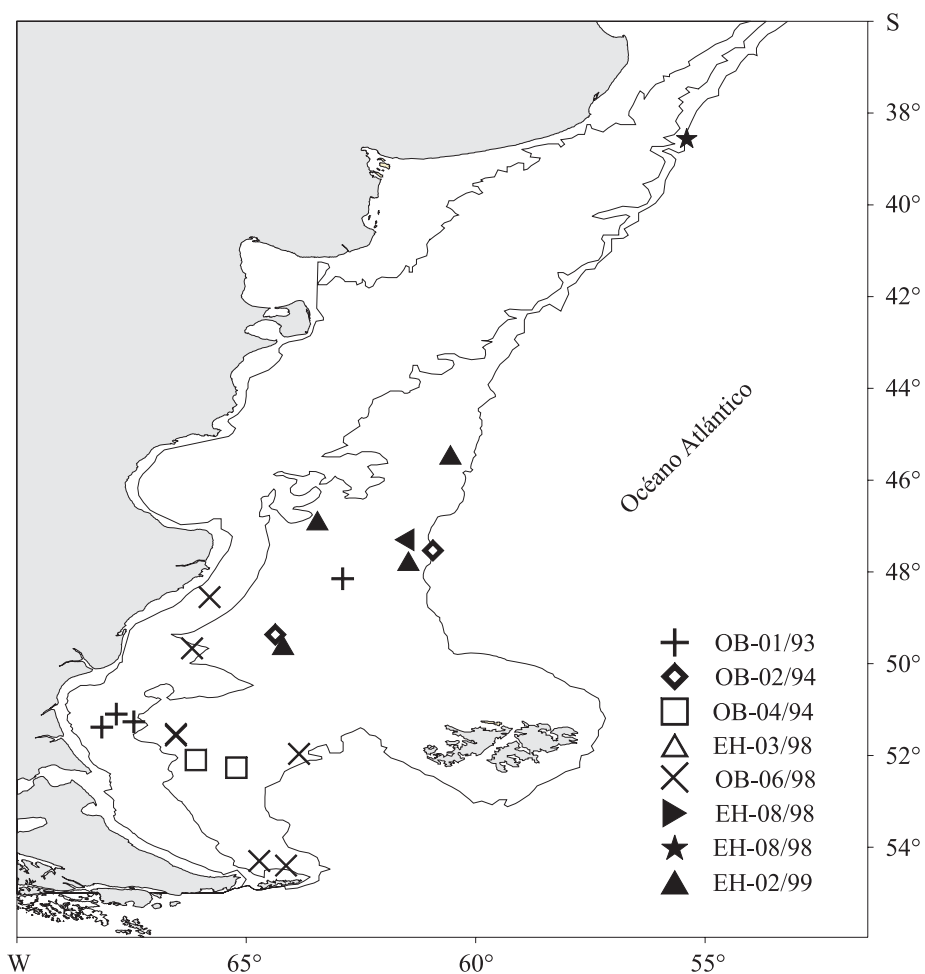 S
38°
40°
42°
44°
Océano Atlántico
46°
48°
50°
52°
54°
OB-01/93
OB-02/94
OB-04/94
EH-03/98
OB-06/98
EH-08/98
EH-08/98
EH-02/99
W 65° 60° 55°